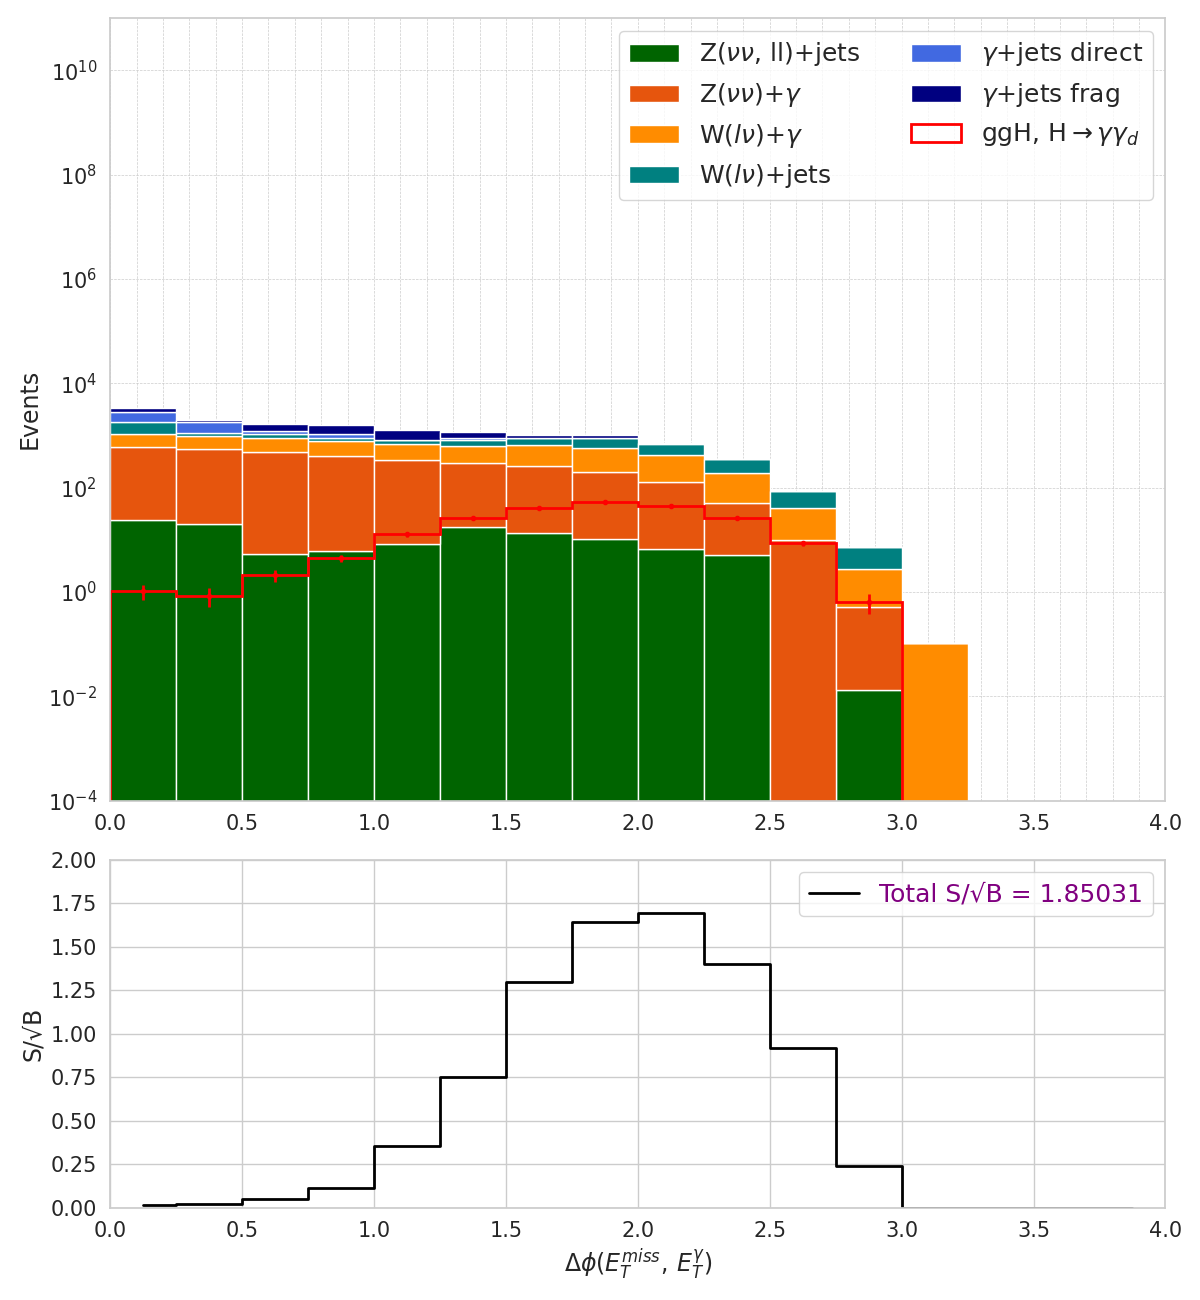 Z(νν, ll)+jets
Z(νν)+γ
W(lν)+γ
W(lν)+jets
γ+jets direct
γ+jets frag
ggH, H→γγ_d
Events
10^10
10^8
10^6
10^4
10^2
10^0
10^−2
10^−4
0.0 0.5 1.0 1.5 2.0 2.5 3.0 3.5 4.0
Total S/√B = 1.85031
S/√B
2.00
1.75
1.50
1.25
1.00
0.75
0.50
0.25
0.00
0.0 0.5 1.0 1.5 2.0 2.5 3.0 3.5 4.0
Δϕ(E_T^miss, E_T^γ)